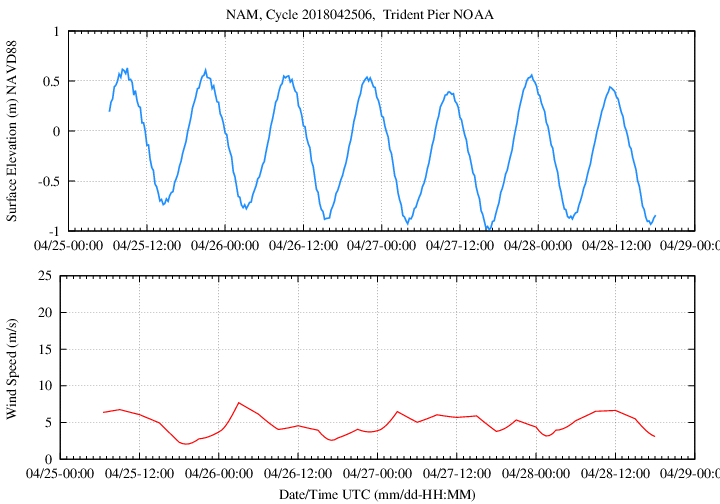 NAM, Cycle 2018042506,  Trident Pier NOAA
Surface Elevation (m) NAVD88
1
0.5
0
-0.5
-1
04/25-00:00 04/25-12:00 04/26-00:00 04/26-12:00 04/27-00:00 04/27-12:00 04/28-00:00 04/28-12:00 04/29-00:00
Wind Speed (m/s)
25
20
15
10
5
0
04/25-00:00 04/25-12:00 04/26-00:00 04/26-12:00 04/27-00:00 04/27-12:00 04/28-00:00 04/28-12:00 04/29-00:00
Date/Time UTC (mm/dd-HH:MM)